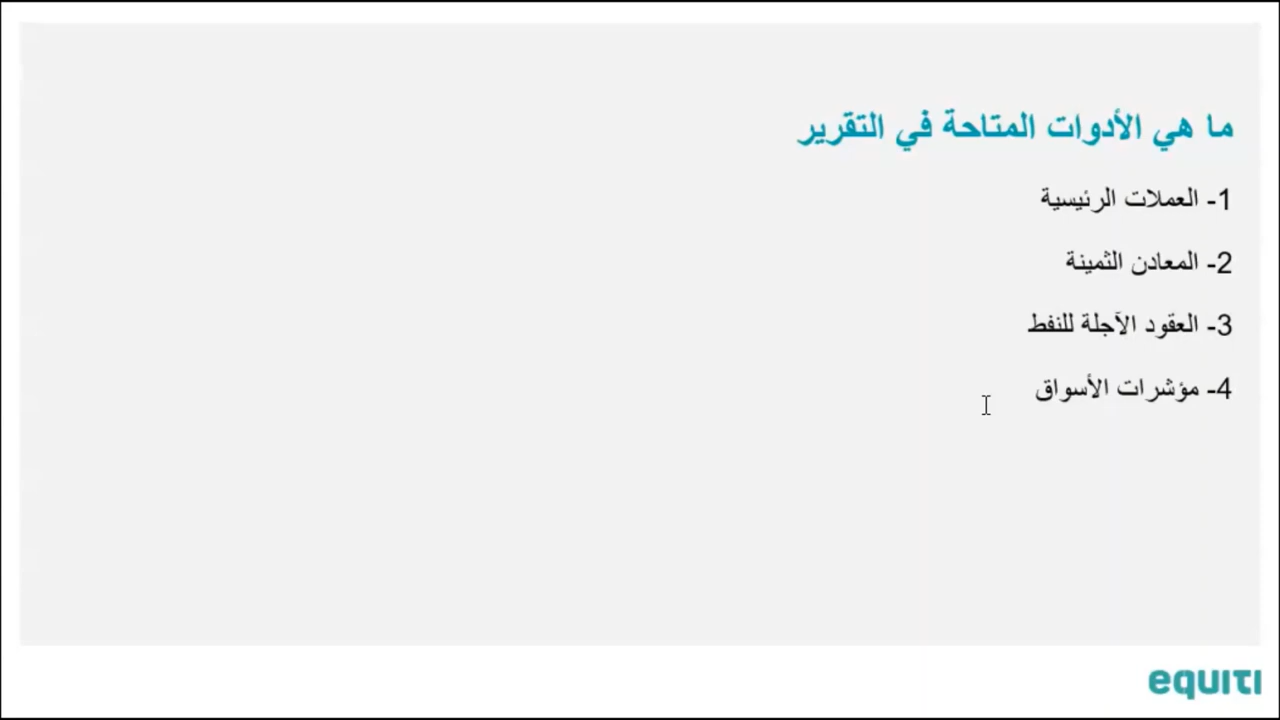 ما هي الأدوات المتاحة في التقرير
1- العملات الرئيسية
2- المعادن الثمينة
3- العقود الآجلة للنفط
4- مؤشرات الأسواق
equiti